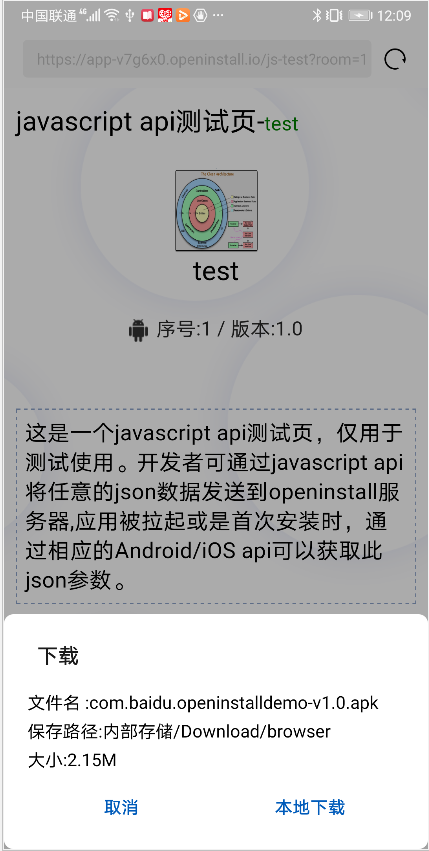 中国联通 4G 12:09
https://app-v7g6x0.openinstall.io/js-test?room=1
javascript api测试页-test
test
序号:1 / 版本:1.0
这是一个javascript api测试页，仅用于
测试使用。开发者可通过javascript api
将任意的json数据发送到openinstall服
务器,应用被拉起或是首次安装时，通
过相应的Android/iOS api可以获取此
json参数。
下载
文件名 :com.baidu.openinstalldemo-v1.0.apk
保存路径:内部存储/Download/browser
大小:2.15M
取消 本地下载